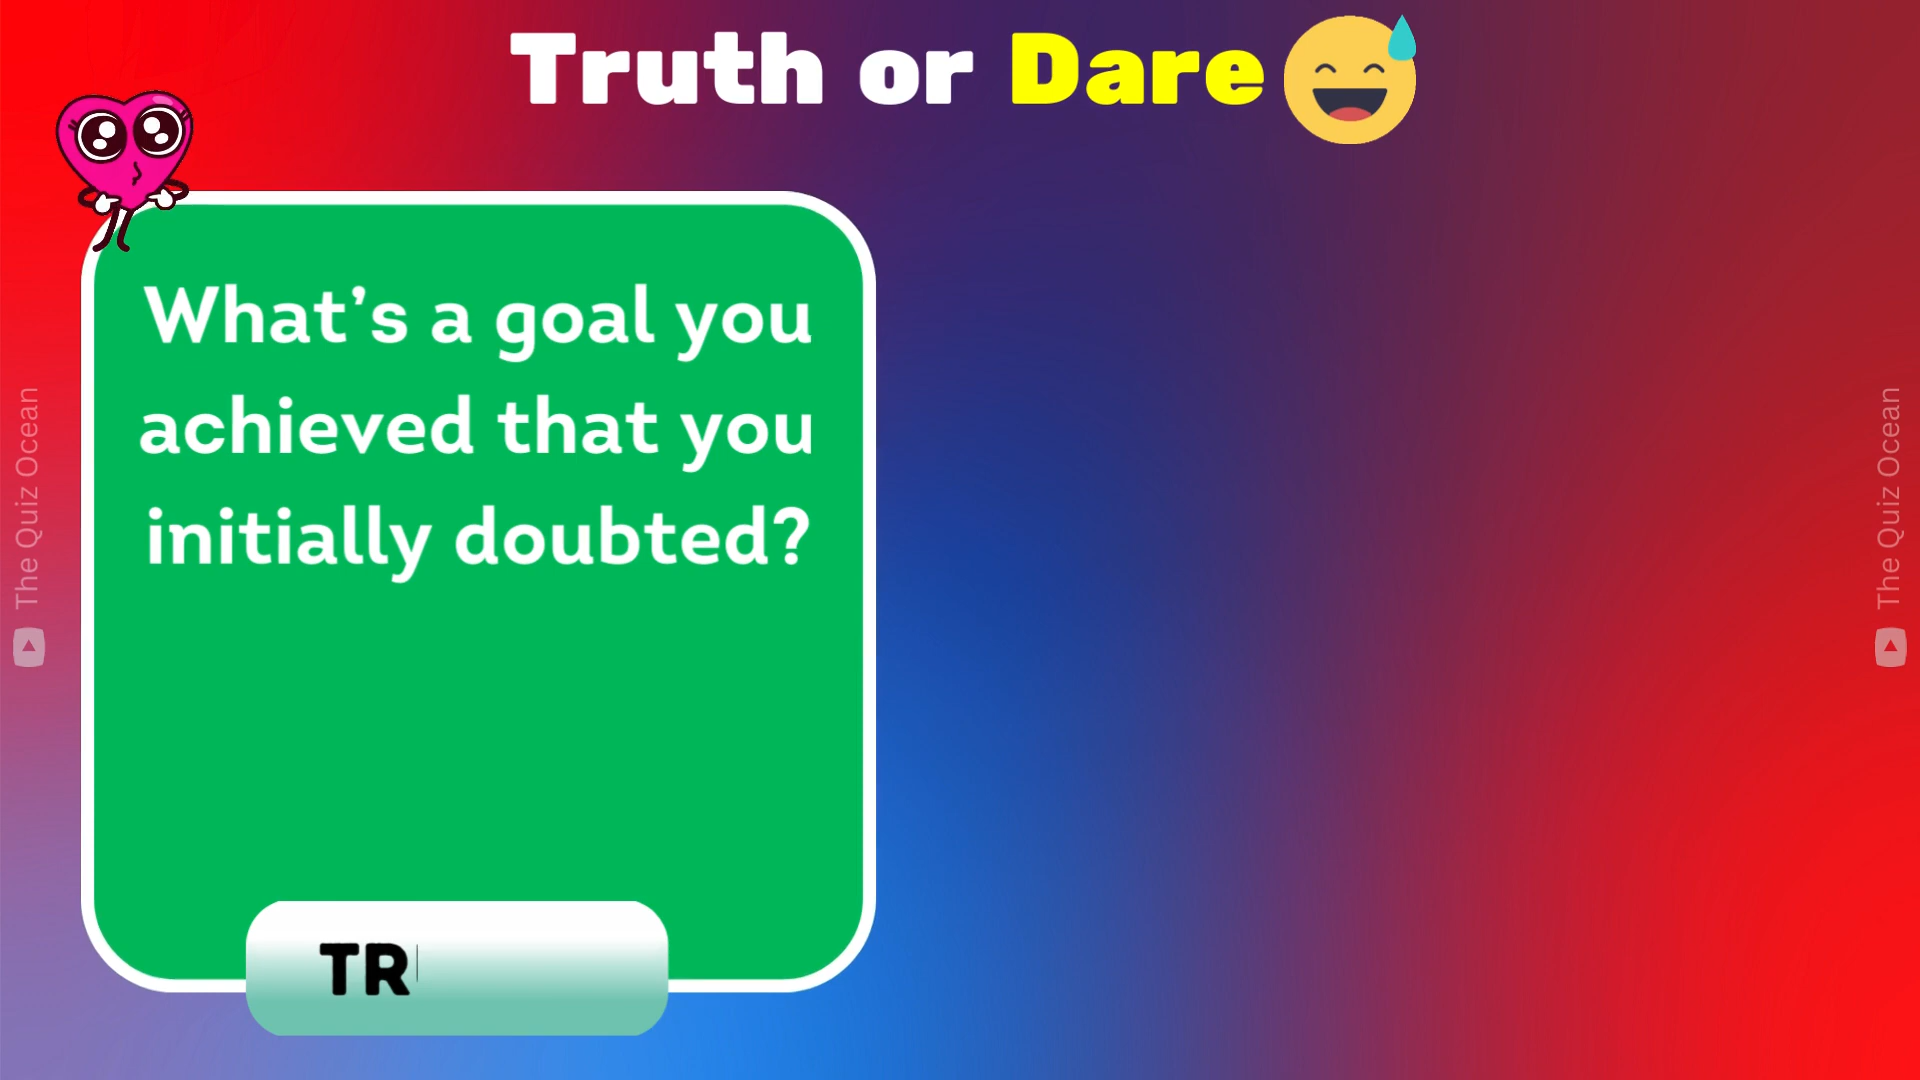 Truth or Dare
What's a goal you
achieved that you
initially doubted?
TR
The Quiz Ocean
The Quiz Ocean